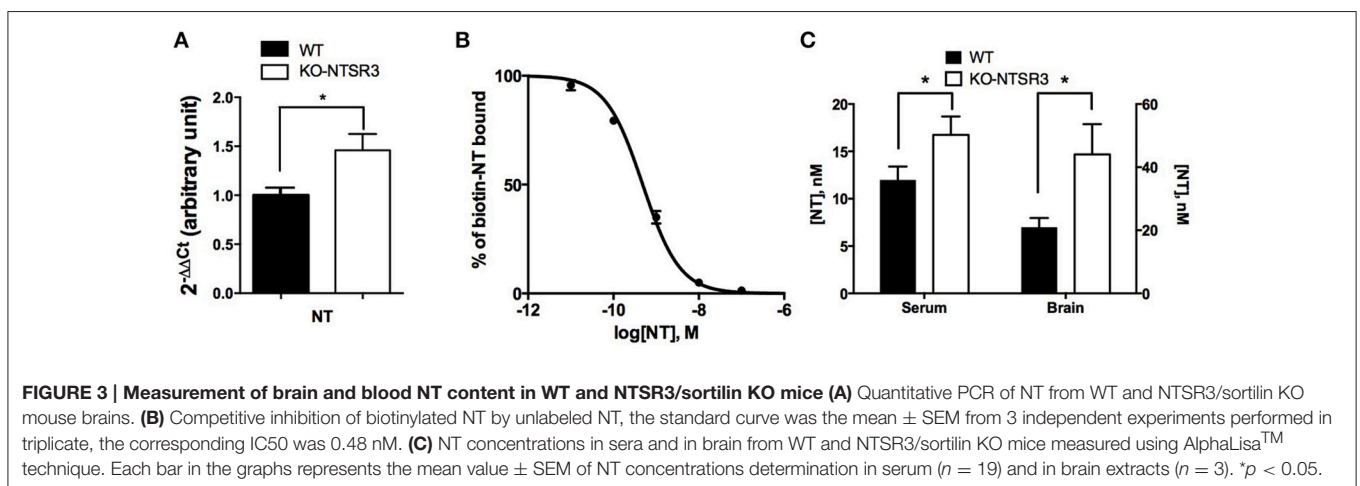 A
WT
KO-NTSR3
*
2.0
1.5
1.0
0.5
0.0
2-ΔΔCt (arbitrary unit)
NT
B
100
50
0
% of biotin-NT bound
-12 -10 -8 -6
log[NT], M
C
WT
KO-NTSR3
* *
20
15
10
5
0
[NT], nM
60
40
20
0
[NT], nM
Serum Brain
FIGURE 3 | Measurement of brain and blood NT content in WT and NTSR3/sortilin KO mice (A) Quantitative PCR of NT from WT and NTSR3/sortilin KO
mouse brains. (B) Competitive inhibition of biotinylated NT by unlabeled NT, the standard curve was the mean ± SEM from 3 independent experiments performed in
triplicate, the corresponding IC50 was 0.48 nM. (C) NT concentrations in sera and in brain from WT and NTSR3/sortilin KO mice measured using AlphaLisa™
technique. Each bar in the graphs represents the mean value ± SEM of NT concentrations determination in serum (n = 19) and in brain extracts (n = 3). *p < 0.05.